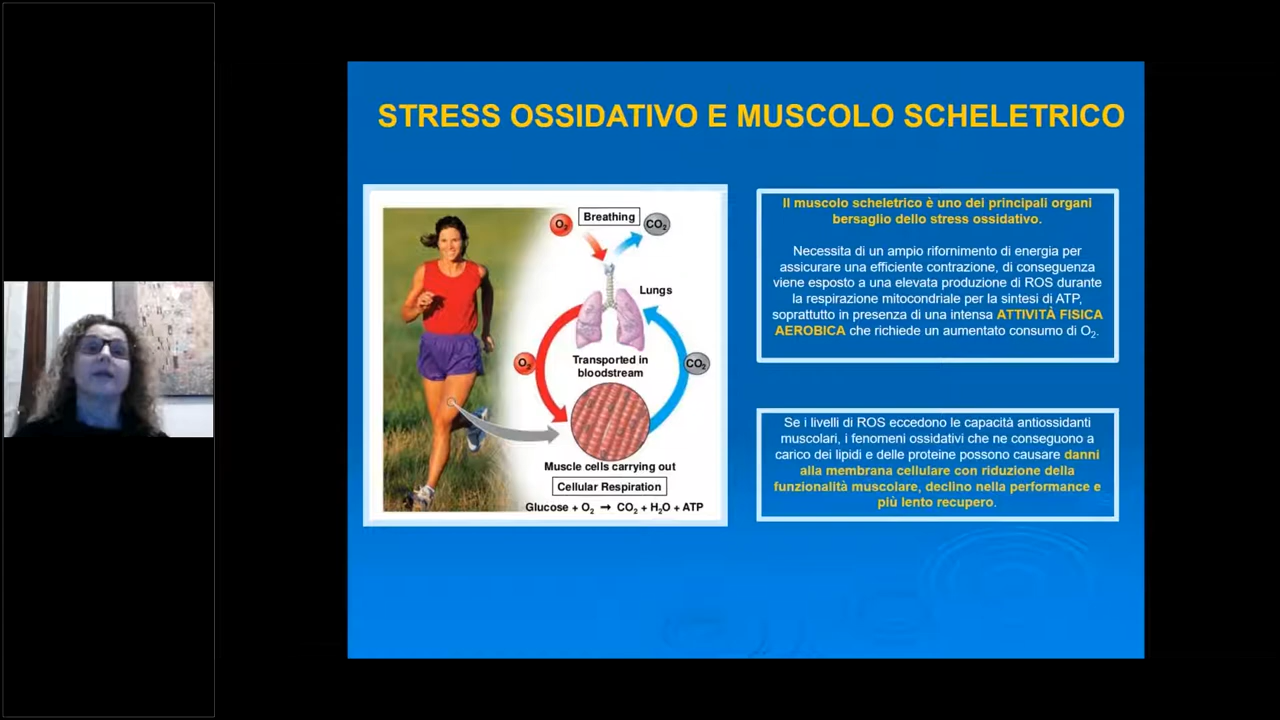 STRESS OSSIDATIVO E MUSCOLO SCHELETRICO
O2
Breathing
CO2
Lungs
O2
CO2
Transported in
bloodstream
Muscle cells carrying out
Cellular Respiration
Glucose + O2 → CO2 + H2O + ATP
Il muscolo scheletrico è uno dei principali organi
bersaglio dello stress ossidativo.
Necessita di un ampio rifornimento di energia per
assicurare una efficiente contrazione, di conseguenza
viene esposto a una elevata produzione di ROS durante
la respirazione mitocondriale per la sintesi di ATP,
soprattutto in presenza di una intensa ATTIVITÀ FISICA
AEROBICA che richiede un aumentato consumo di O2.
Se i livelli di ROS eccedono le capacità antiossidanti
muscolari, i fenomeni ossidativi che ne conseguono a
carico dei lipidi e delle proteine possono causare danni
alla membrana cellulare con riduzione della
funzionalità muscolare, declino nella performance e
più lento recupero.